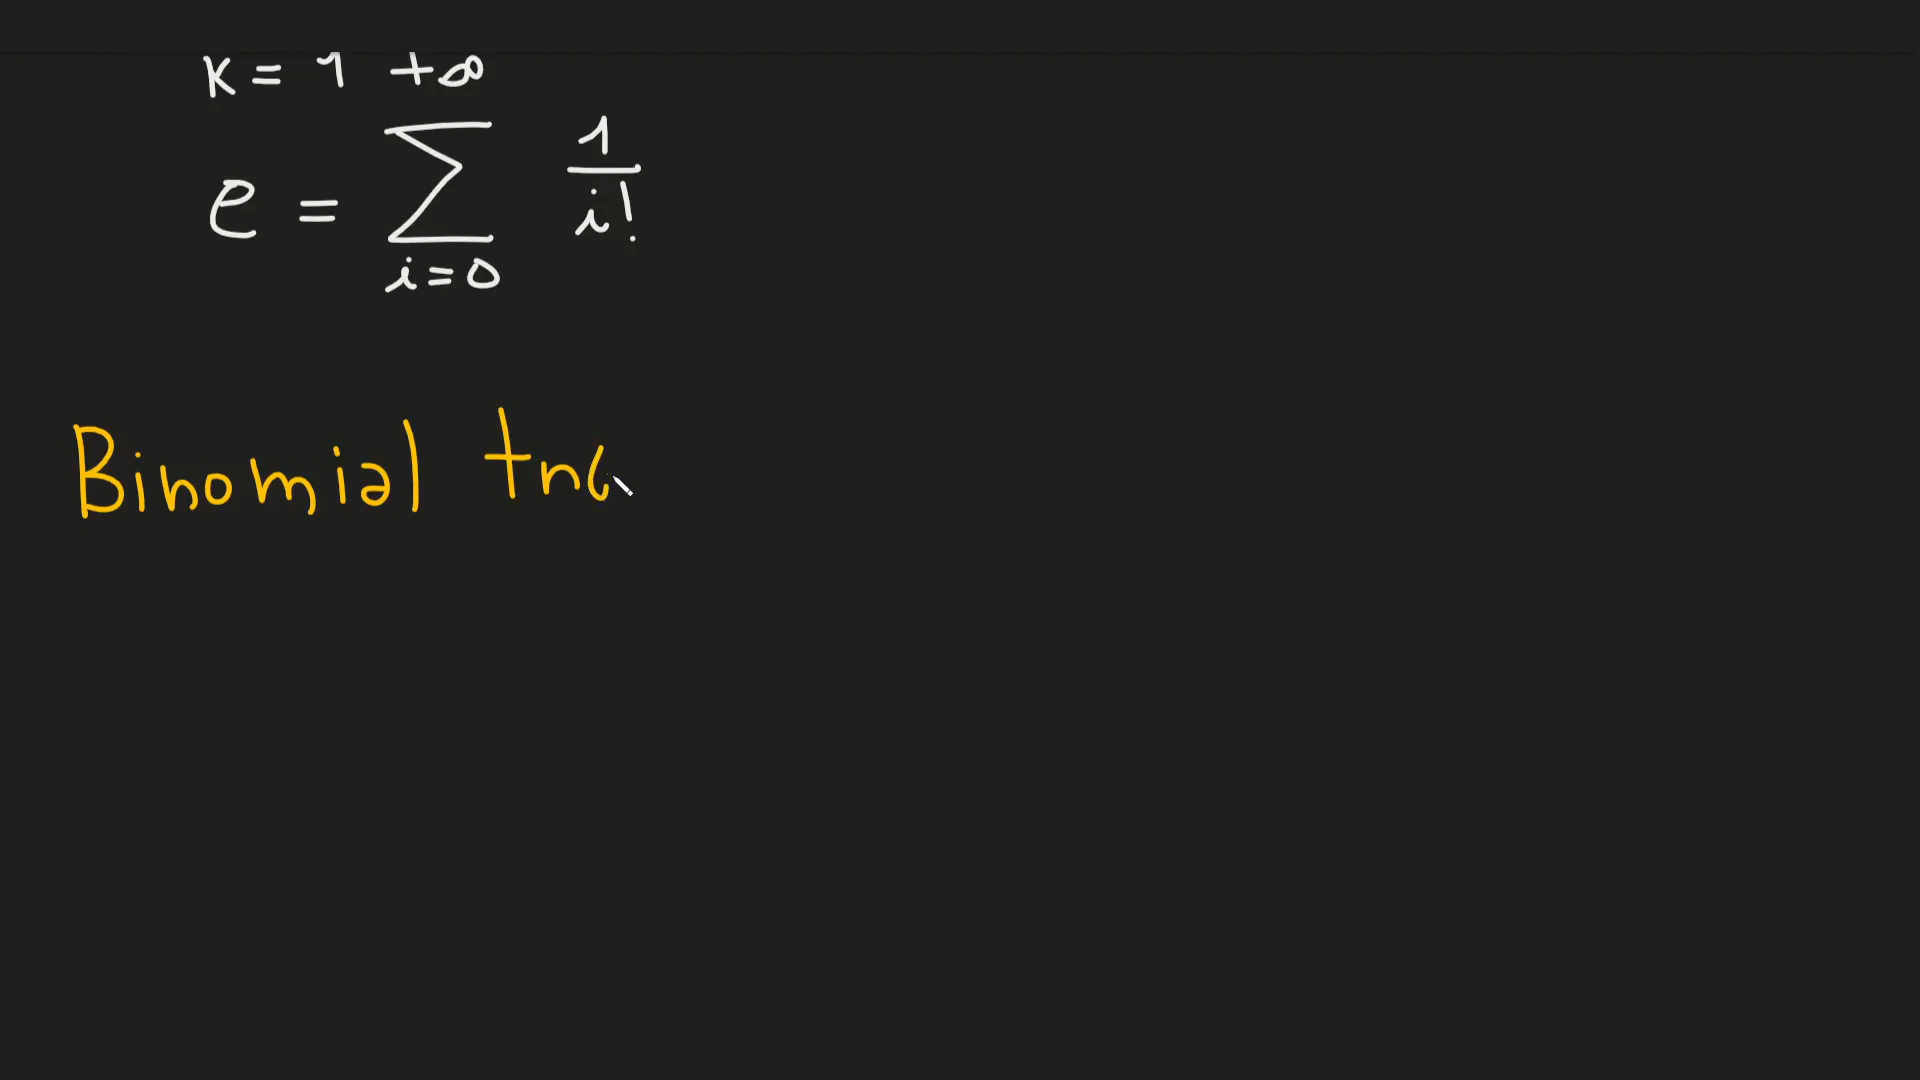 k = 1
+∞
e = ∑ 1/i!
i=0
Binomial